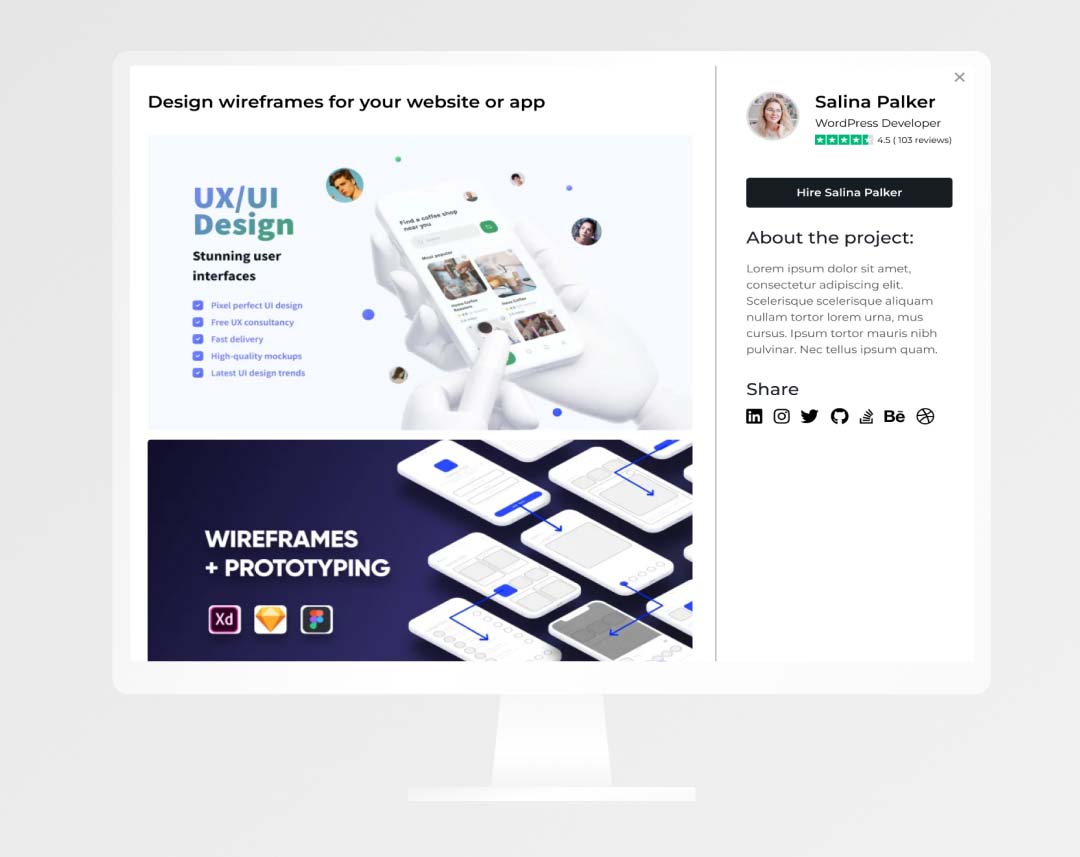 Design wireframes for your website or app
UX/UI
Design
Stunning user
interfaces
Pixel perfect UI design
Free UX consultancy
Fast delivery
High-quality mockups
Latest UI design trends
Find a coffee shop
near you
Most popular
WIREFRAMES
+ PROTOTYPING
Xd
Salina Palker
WordPress Developer
4.5 ( 103 reviews)
Hire Salina Palker
About the project:
Lorem ipsum dolor sit amet,
consectetur adipiscing elit.
Scelerisque scelerisque aliquam
nullam tortor lorem urna, mus
cursus. Ipsum tortor mauris nibh
pulvinar. Nec tellus ipsum quam.
Share
in
Bē